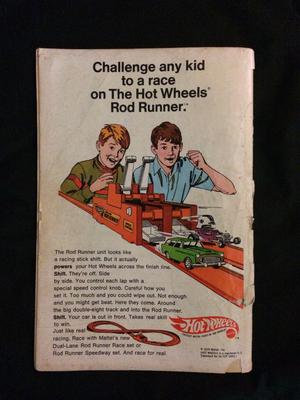 Challenge any kid
to a race
on The Hot Wheels®
Rod Runner.™
The Rod Runner unit looks like
a racing stick shift. But it actually
powers your Hot Wheels across the finish line.
Shift. They're off. Side
by side. You control each lap with a
special speed control knob. Careful how you
set it. Too much and you could wipe out. Not enough
and you might get beat. Here they come. Around
the big double-eight track and into the Rod Runner.
Shift. Your car is out in front. Takes real skill
to win.
Just like real
racing. Race with Mattel's new
Dual-Lane Rod Runner Race set or
Rod Runner Speedway set. And race for real.
HOT WHEELS